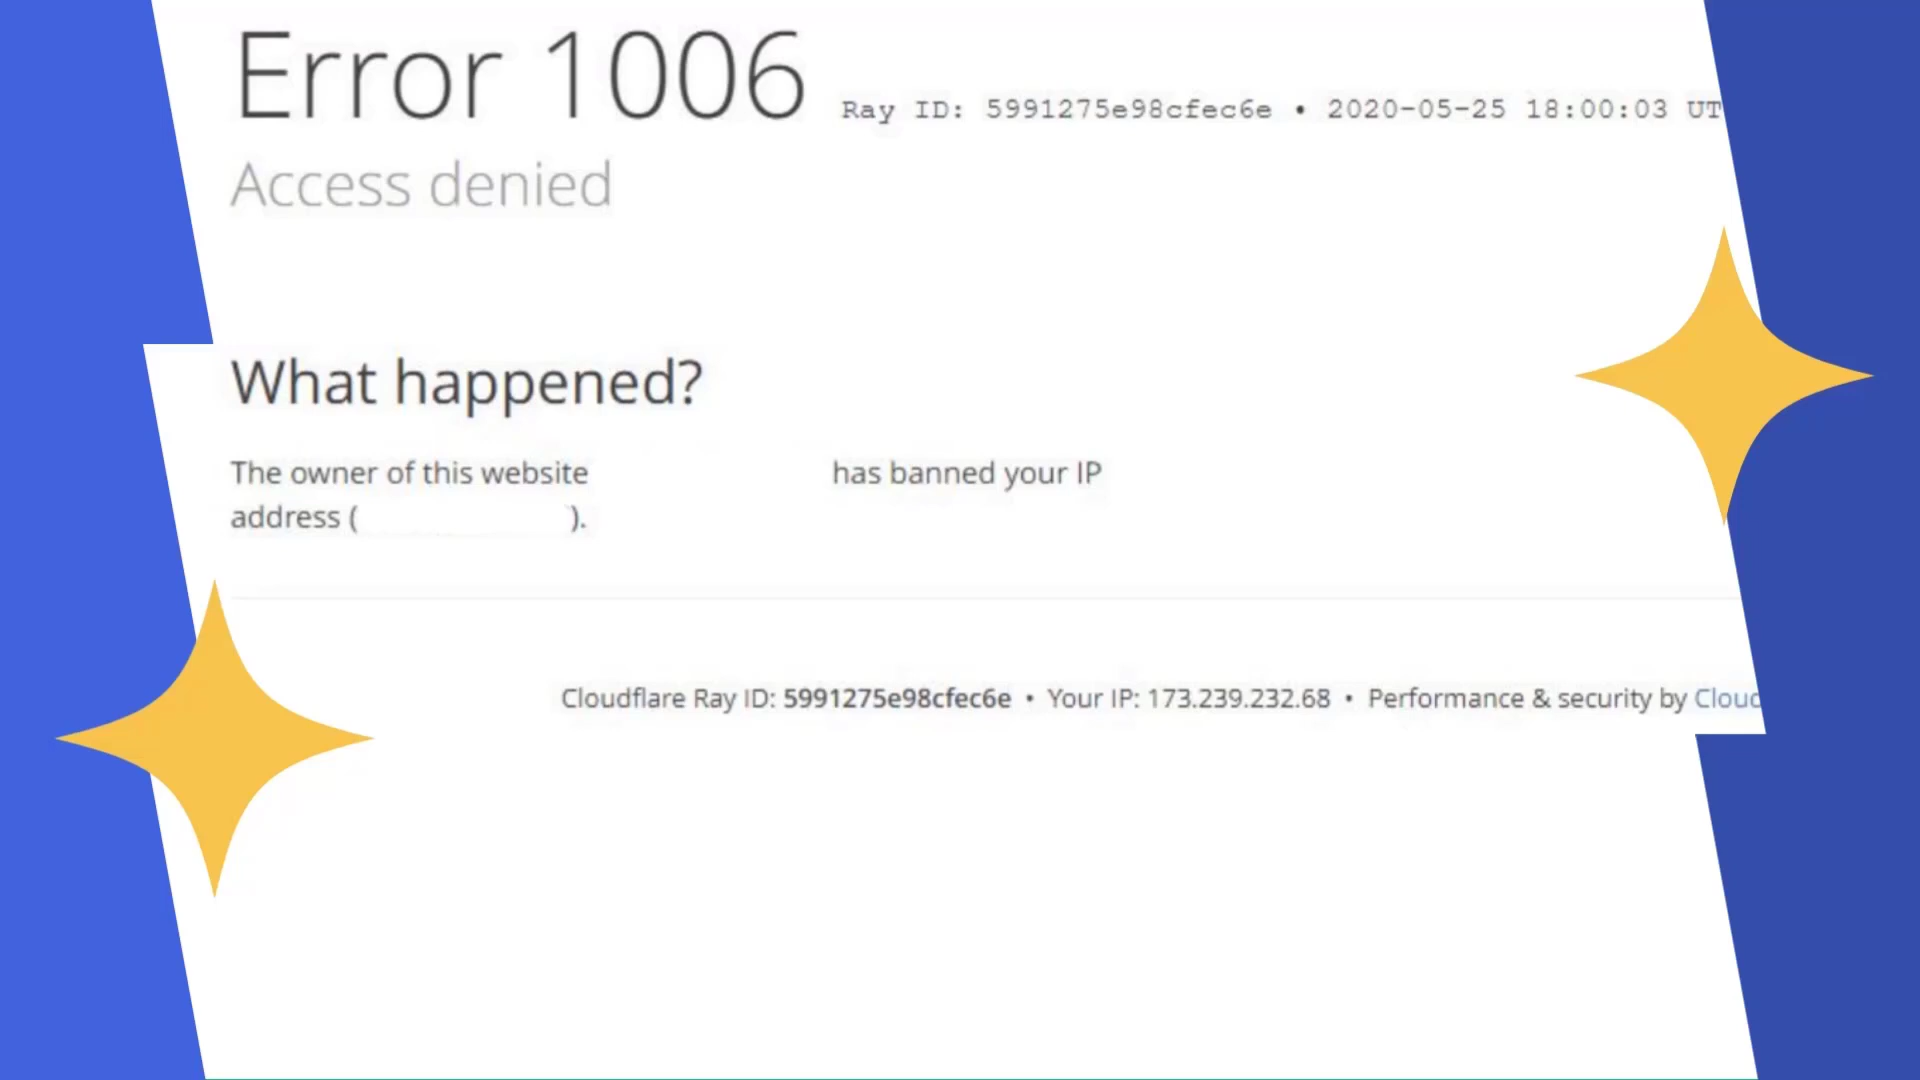 Error 1006 Ray ID: 5991275e98cfec6e • 2020-05-25 18:00:03 UT
Access denied
What happened?
The owner of this website has banned your IP
address ( ).
Cloudflare Ray ID: 5991275e98cfec6e • Your IP: 173.239.232.68 • Performance & security by Cloud